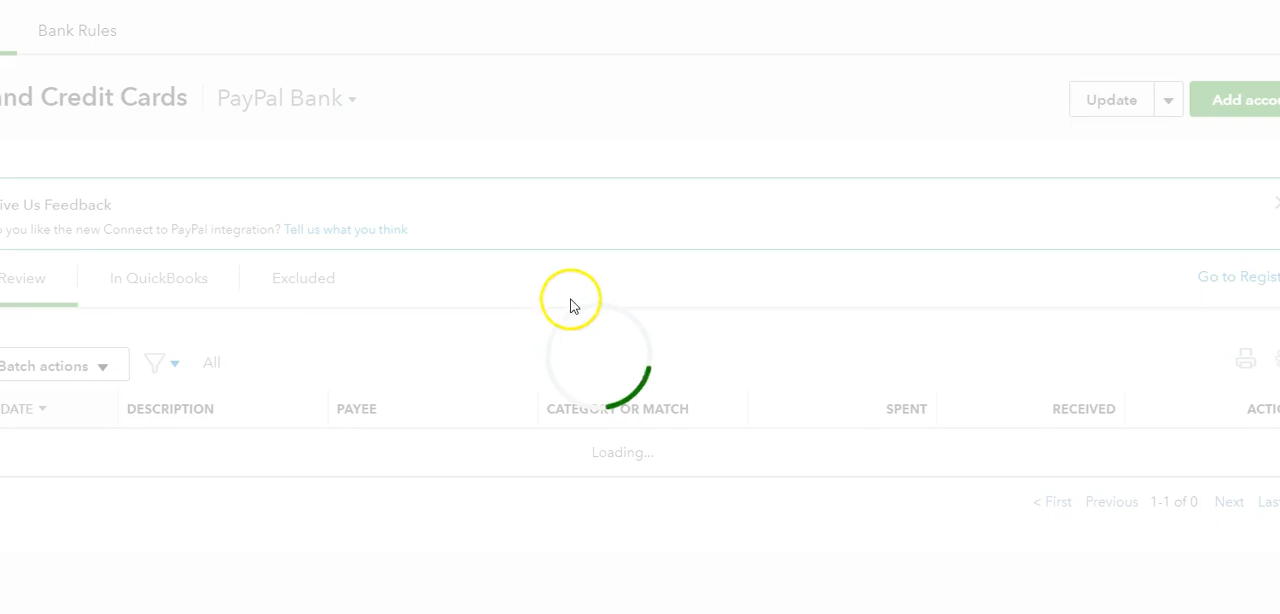 Bank Rules
nd Credit Cards PayPal Bank
Update Add accou
ive Us Feedback
o you like the new Connect to PayPal integration? Tell us what you think
Review In QuickBooks Excluded Go to Regist
Batch actions All
DATE DESCRIPTION PAYEE CATEGORY OR MATCH SPENT RECEIVED ACTIO
Loading...
< First Previous 1-1 of 0 Next Las